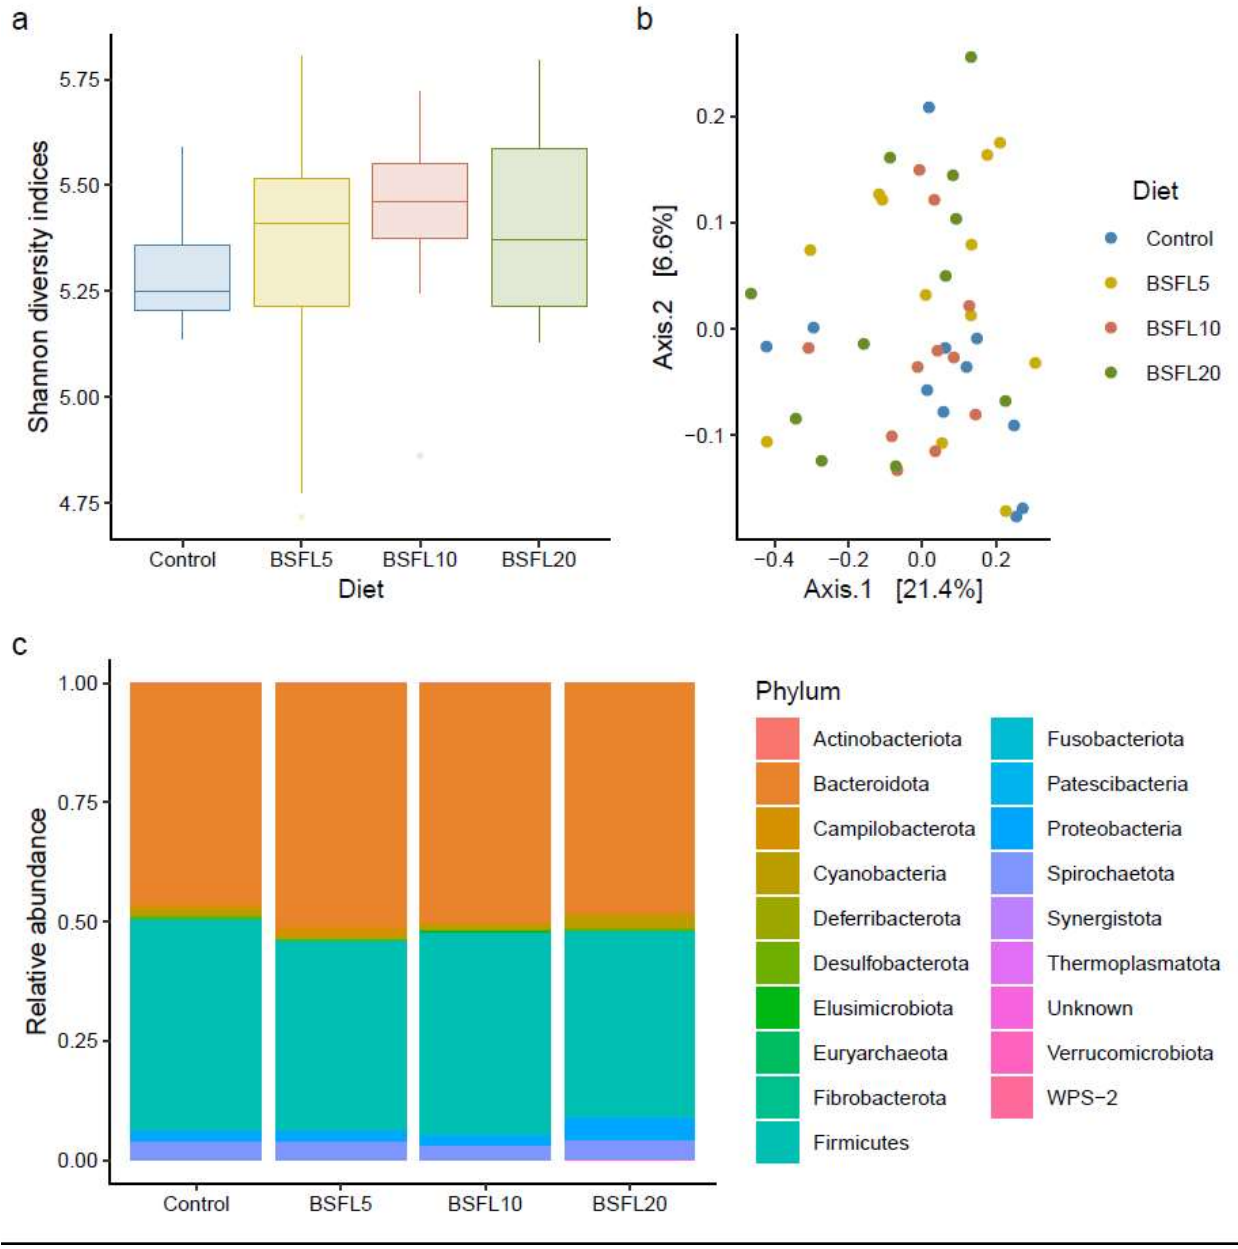 a
Shannon diversity indices
5.75
5.50
5.25
5.00
4.75
Control BSFL5 BSFL10 BSFL20
Diet
b
Axis.2 [6.6%]
0.2
0.1
0.0
−0.1
−0.4 −0.2 0.0 0.2
Axis.1 [21.4%]
Diet
Control
BSFL5
BSFL10
BSFL20
c
Relative abundance
1.00
0.75
0.50
0.25
0.00
Control BSFL5 BSFL10 BSFL20
Phylum
Actinobacteriota
Bacteroidota
Campilobacterota
Cyanobacteria
Deferribacterota
Desulfobacterota
Elusimicrobiota
Euryarchaeota
Fibrobacterota
Firmicutes
Fusobacteriota
Patescibacteria
Proteobacteria
Spirochaetota
Synergistota
Thermoplasmatota
Unknown
Verrucomicrobiota
WPS−2